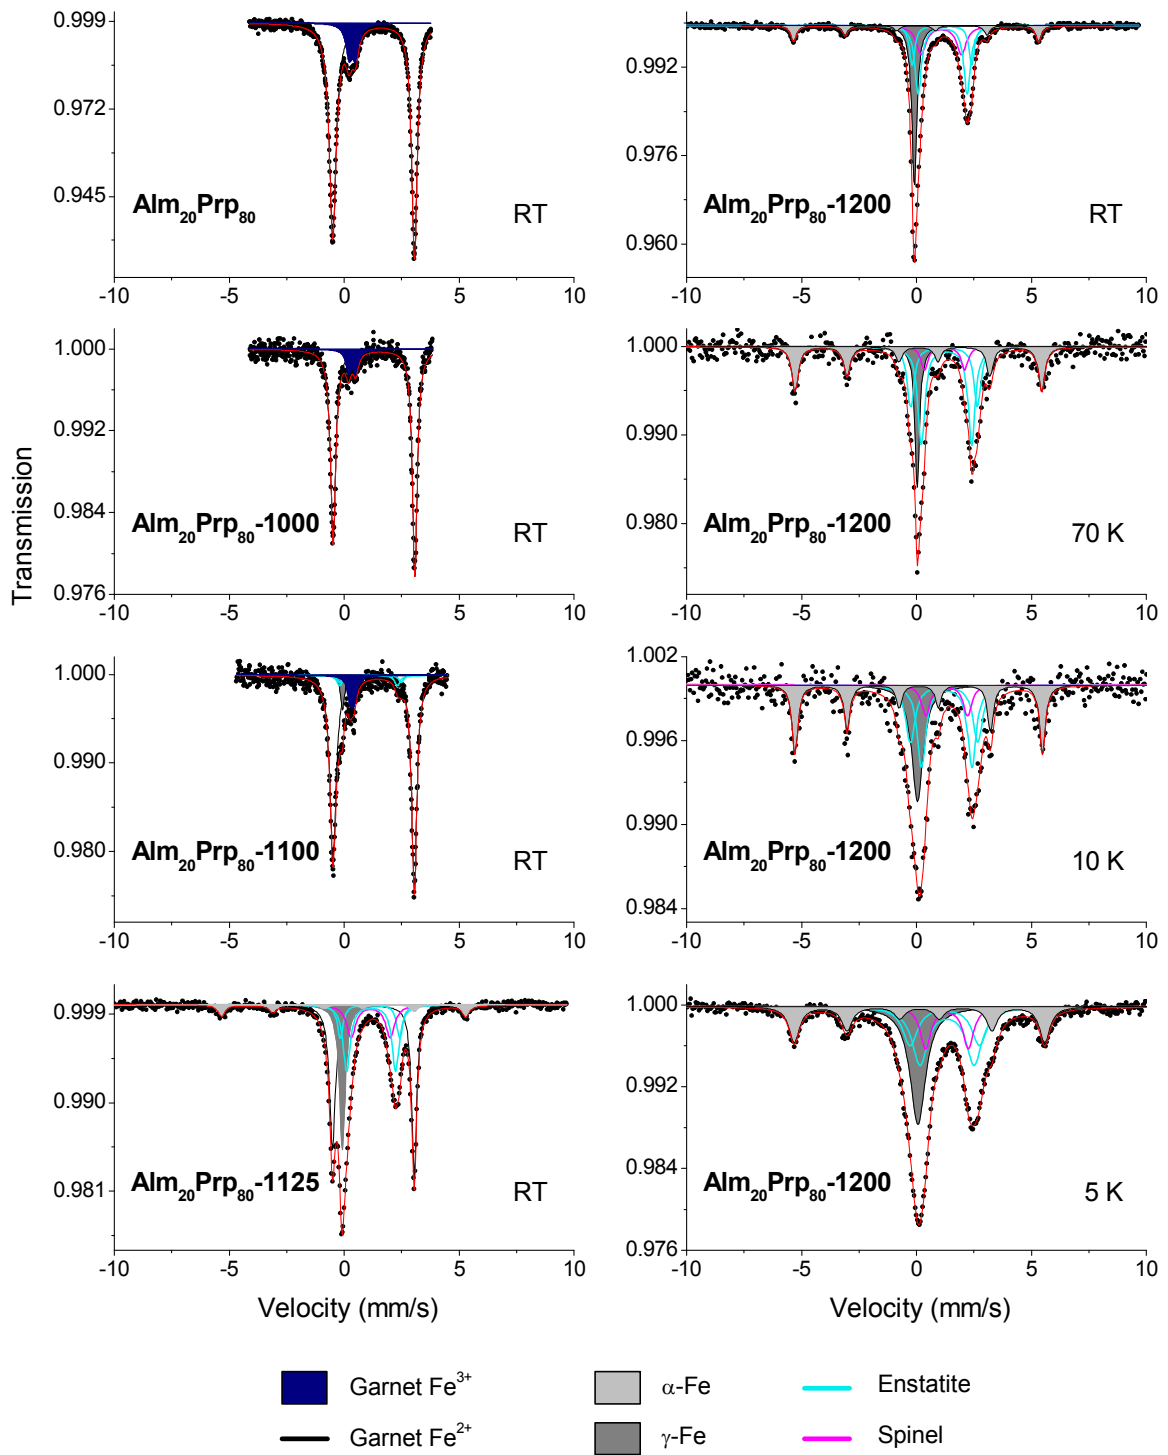 Transmission
0.999
0.972
0.945
Alm₂₀Prp₈₀ RT
-10 -5 0 5 10
0.992
0.976
0.960
Alm₂₀Prp₈₀-1200 RT
-10 -5 0 5 10
1.000
0.992
0.984
0.976
Alm₂₀Prp₈₀-1000 RT
-10 -5 0 5 10
1.000
0.990
0.980
Alm₂₀Prp₈₀-1200 70 K
-10 -5 0 5 10
1.000
0.990
0.980
Alm₂₀Prp₈₀-1100 RT
-10 -5 0 5 10
1.002
0.996
0.990
0.984
Alm₂₀Prp₈₀-1200 10 K
-10 -5 0 5 10
0.999
0.990
0.981
Alm₂₀Prp₈₀-1125 RT
-10 -5 0 5 10
Velocity (mm/s)
1.000
0.992
0.984
0.976
Alm₂₀Prp₈₀-1200 5 K
-10 -5 0 5 10
Velocity (mm/s)
Garnet Fe³⁺ α-Fe Enstatite
Garnet Fe²⁺ γ-Fe Spinel